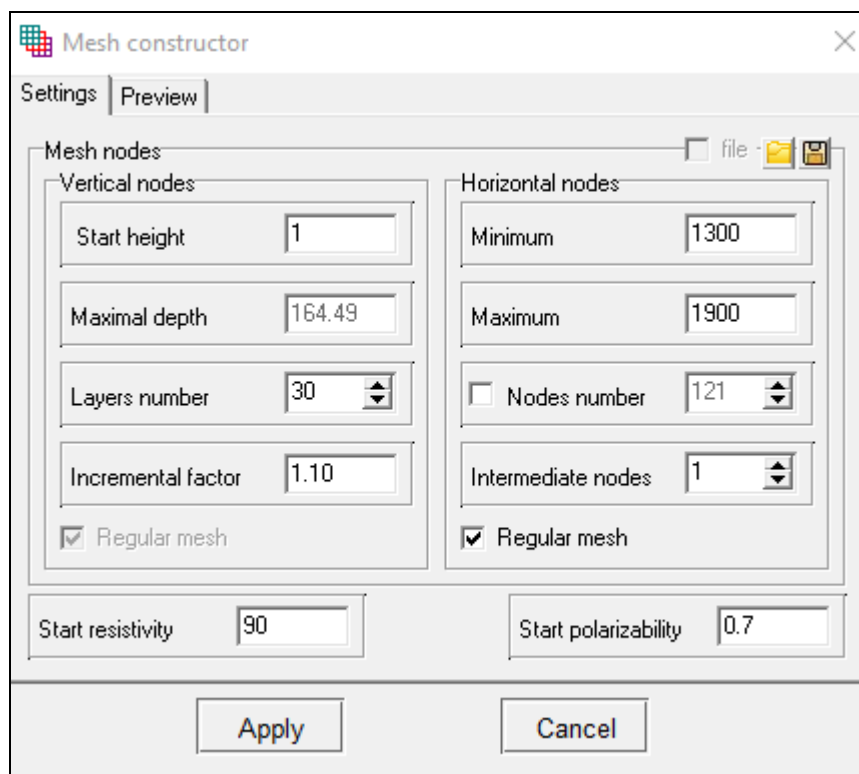 Mesh constructor
Settings Preview
Mesh nodes file
Vertical nodes Horizontal nodes
Start height 1 Minimum 1300
Maximal depth 164.49 Maximum 1900
Layers number 30 Nodes number 121
Incremental factor 1.10 Intermediate nodes 1
Regular mesh Regular mesh
Start resistivity 90 Start polarizability 0.7
Apply Cancel